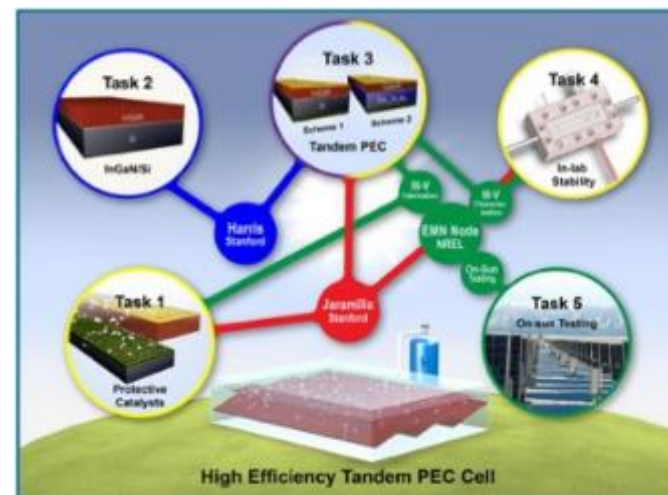 Task 2
InGaN/Si
Task 3
Scheme 1
Scheme 2
Tandem PEC
Task 4
In-lab
Stability
Harris
Stanford
III-V
Fabrication
III-V
EMN Node
NREL
On-Sun
Testing
Jaramillo
Stanford
Task 1
Protective
Catalysts
Task 5
On-sun Testing
High Efficiency Tandem PEC Cell